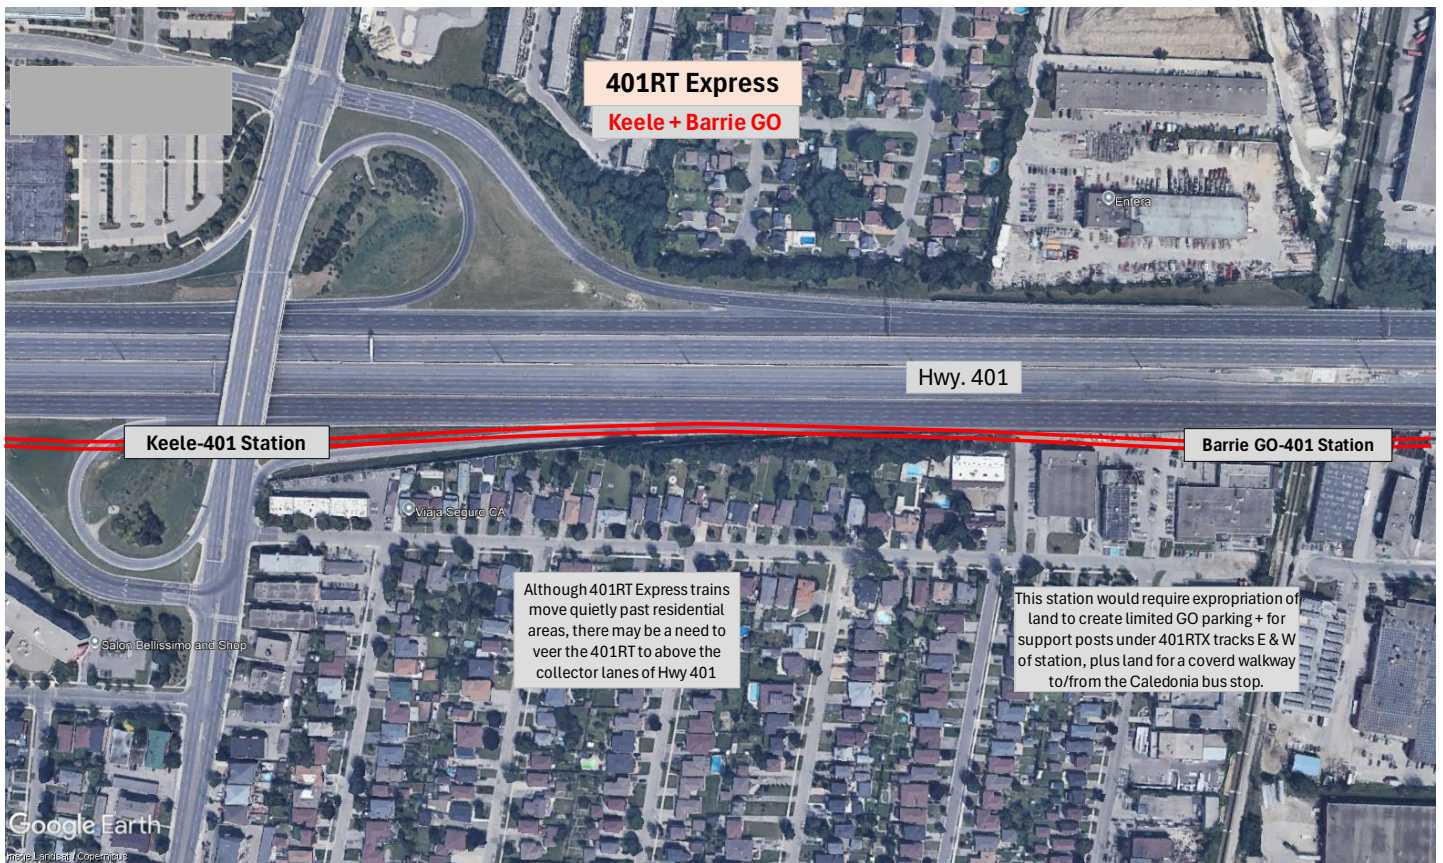 401RT Express
Keele + Barrie GO
Entera
Hwy. 401
Keele-401 Station
Barrie GO-401 Station
Viaja Seguro CA
Although 401RT Express trains
move quietly past residential
areas, there may be a need to
veer the 401RT to above the
collector lanes of Hwy 401
This station would require expropriation of
land to create limited GO parking + for
support posts under 401RTX tracks E & W
of station, plus land for a coverd walkway
to/from the Caledonia bus stop.
Salon Bellissimo and Shop
Google Earth
Image Landsat / Copernicus